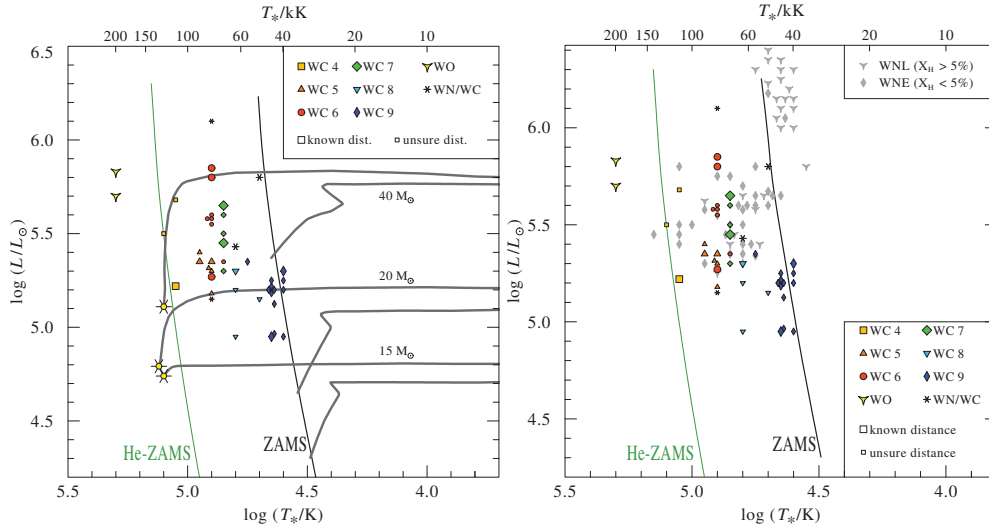 T*/kK
200 150 100 80 60 40 20 10
6.5
6.0
5.5
5.0
4.5
log (L/L⊙)
WC 4 WC 7 WO
WC 5 WC 8 WN/WC
WC 6 WC 9
known dist. unsure dist.
40 M⊙
20 M⊙
15 M⊙
He-ZAMS
ZAMS
5.5 5.0 4.5 4.0
log (T*/K)
T*/kK
200 150 100 80 60 40 20 10
WNL (X_H > 5%)
WNE (X_H < 5%)
6.0
5.5
5.0
4.5
log (L/L⊙)
WC 4 WC 7
WC 5 WC 8
WC 6 WC 9
WO WN/WC
known distance
unsure distance
He-ZAMS
ZAMS
5.5 5.0 4.5 4.0
log (T*/K)